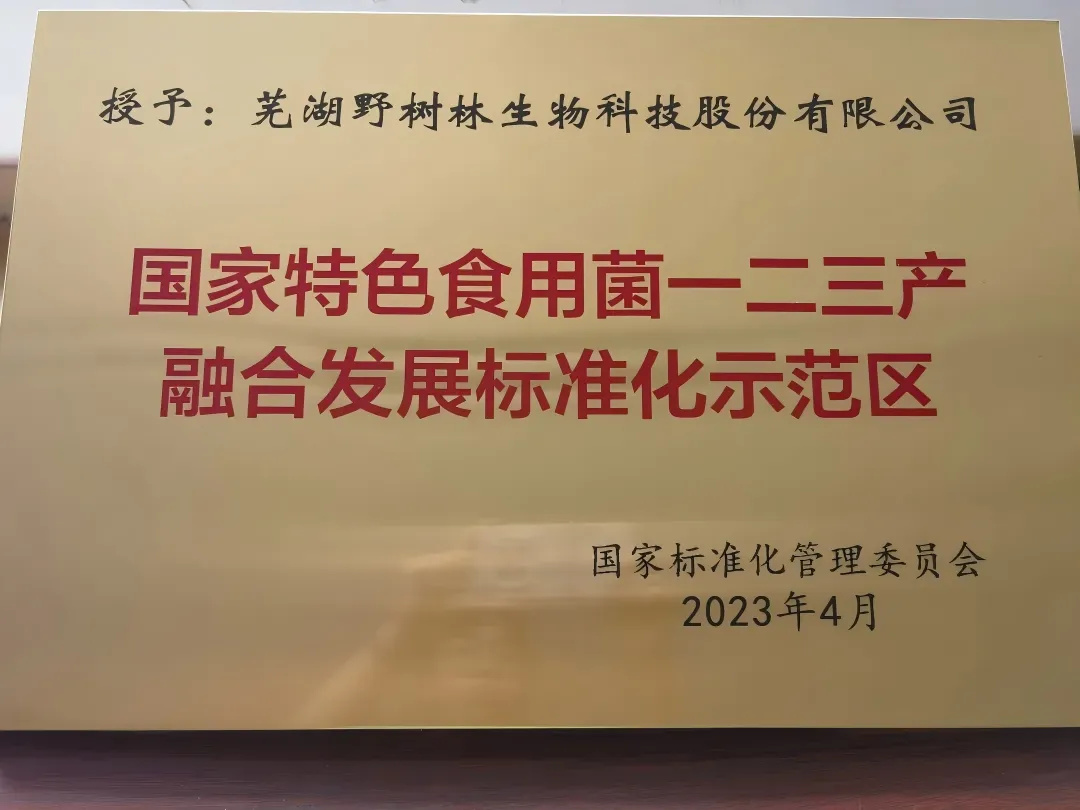 授予：芜湖野树林生物科技股份有限公司
国家特色食用菌一二三产
融合发展标准化示范区
国家标准化管理委员会
2023年4月